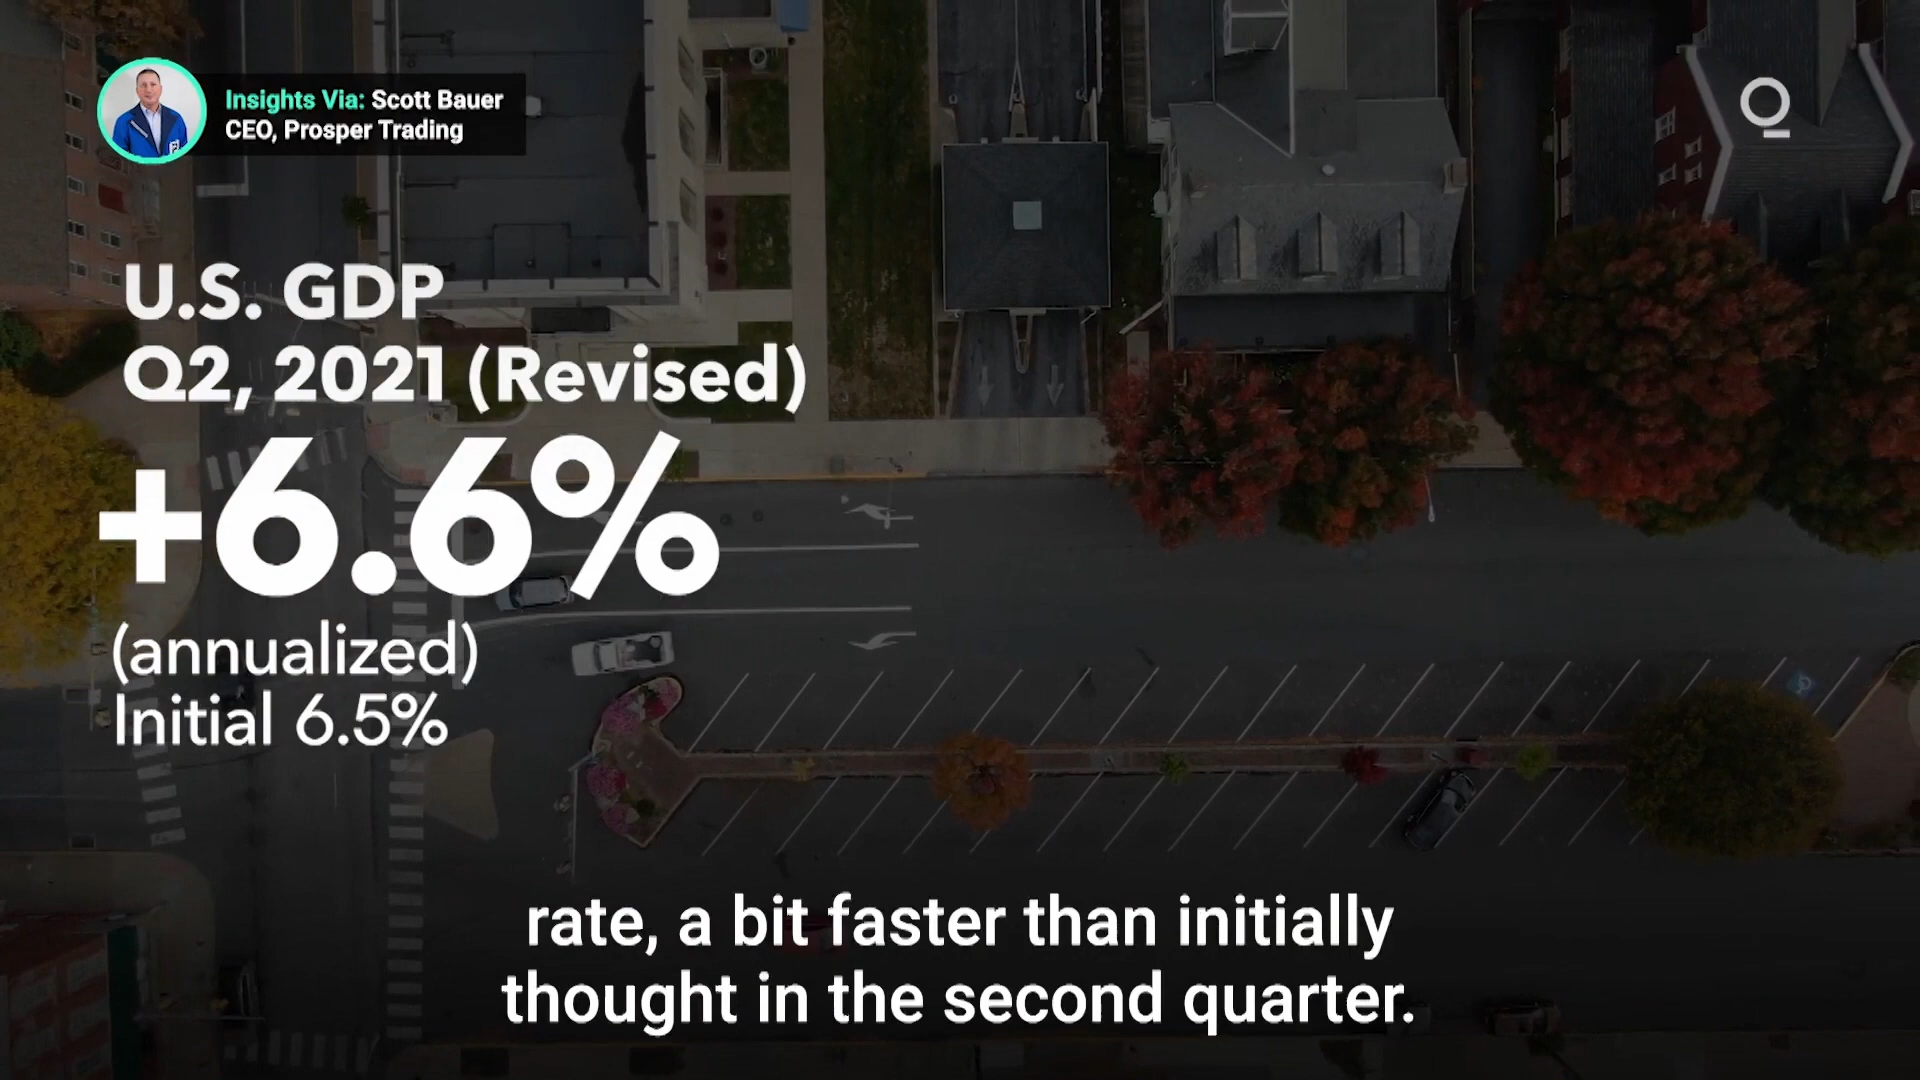 Insights Via: Scott Bauer
CEO, Prosper Trading
U.S. GDP
Q2, 2021 (Revised)
+6.6%
(annualized)
Initial 6.5%
rate, a bit faster than initially
thought in the second quarter.